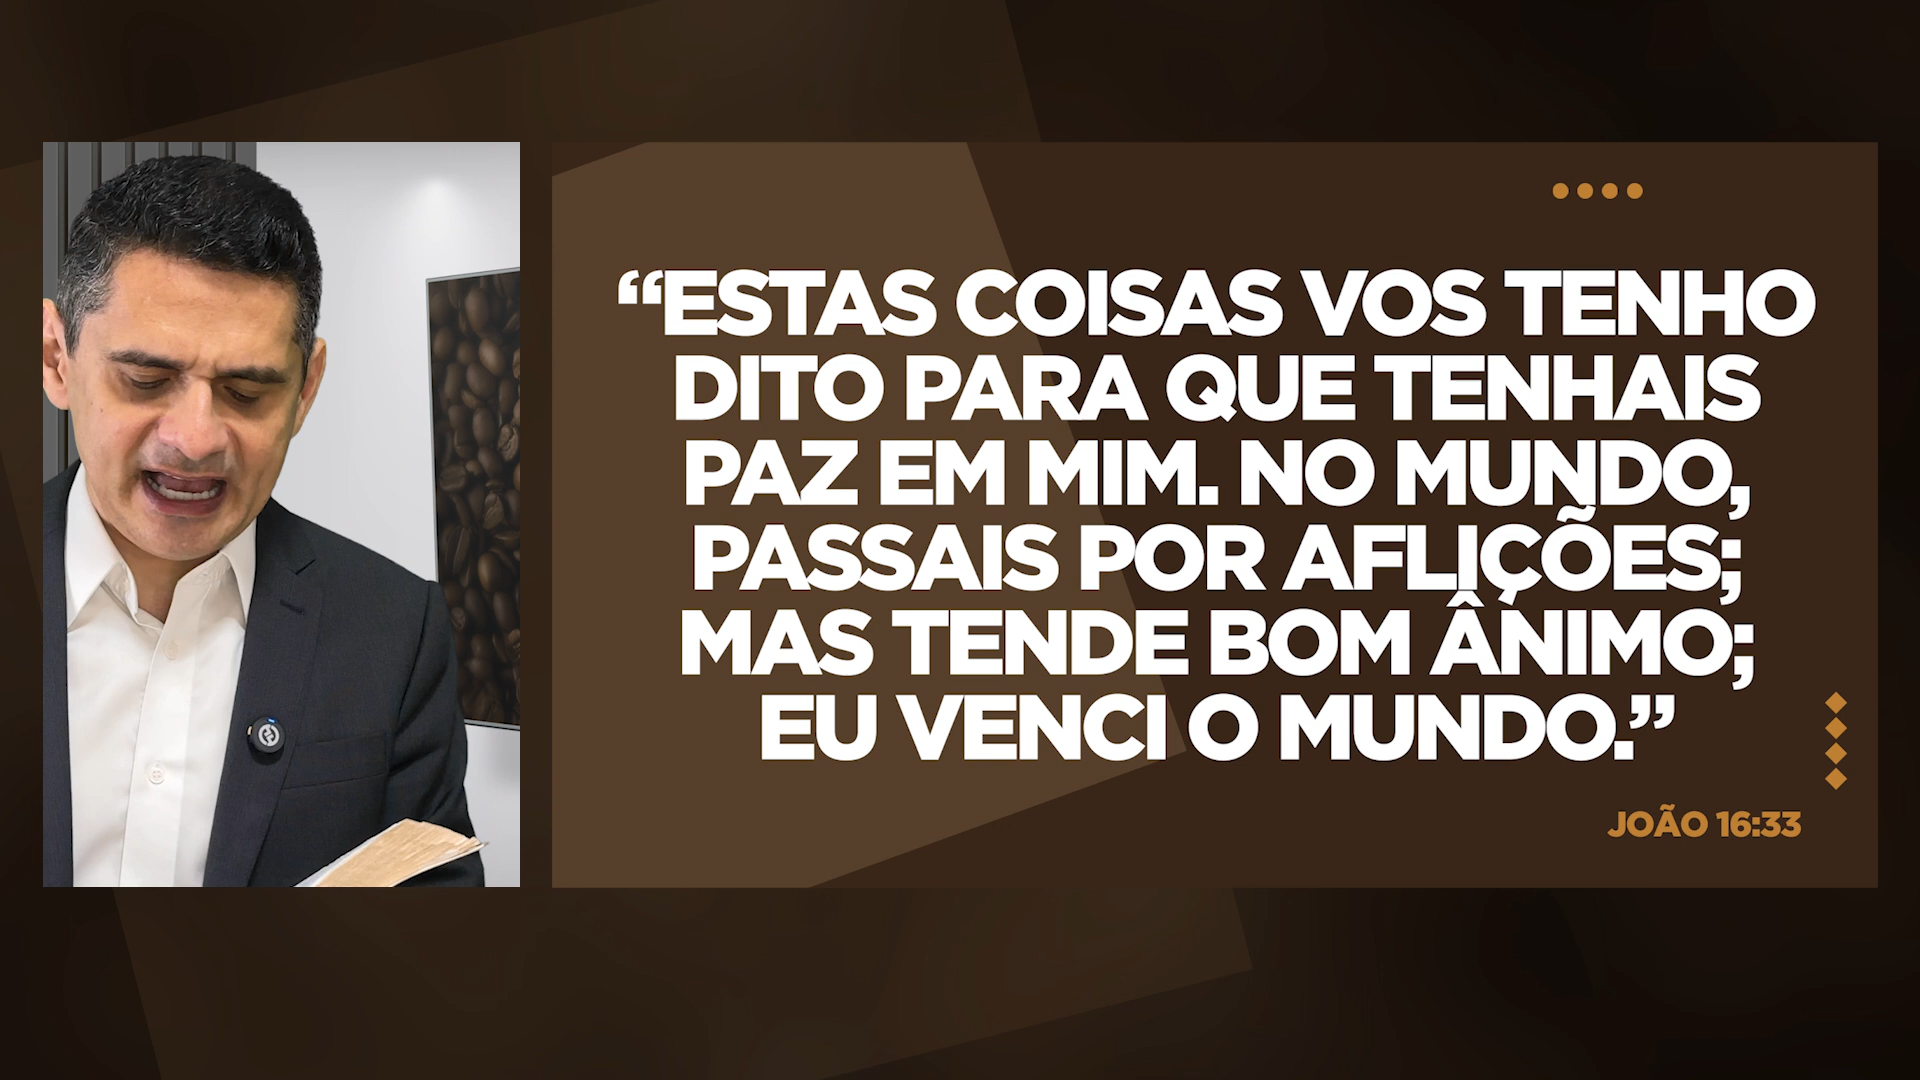 “ESTAS COISAS VOS TENHO
DITO PARA QUE TENHAIS
PAZ EM MIM. NO MUNDO,
PASSAIS POR AFLIÇÕES;
MAS TENDE BOM ÂNIMO;
EU VENCI O MUNDO.”
JOÃO 16:33